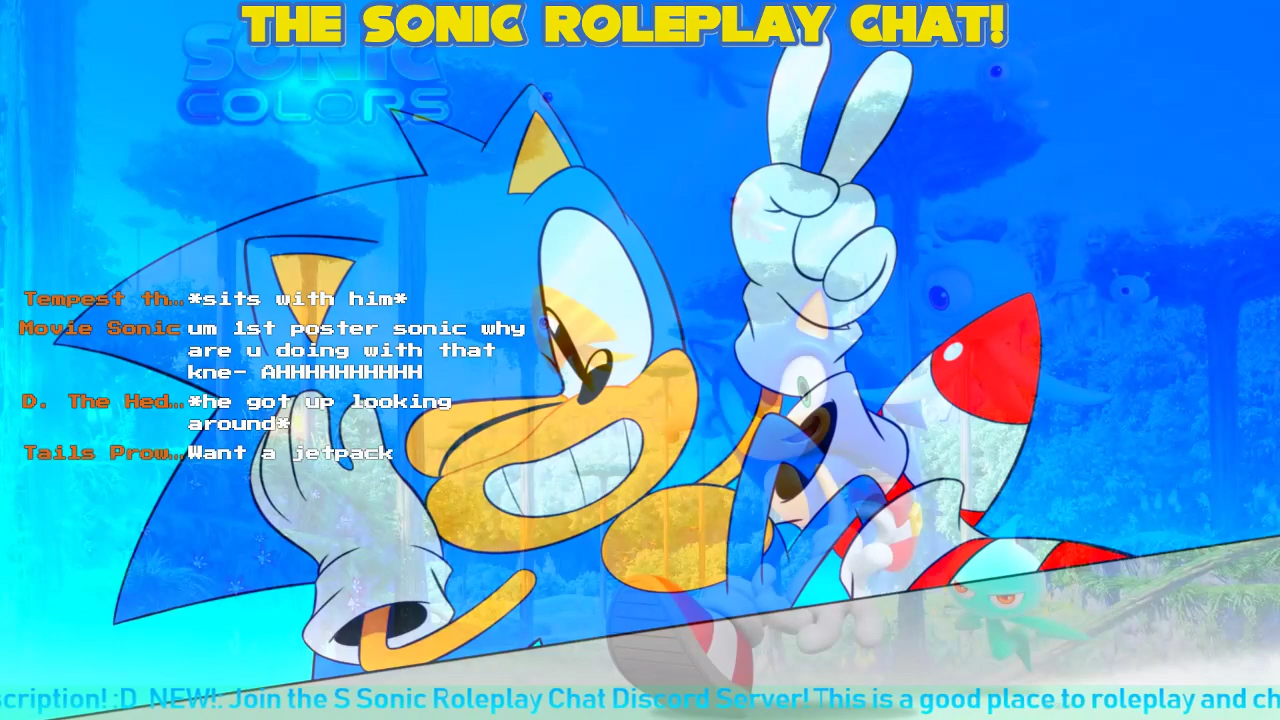 THE SONIC ROLEPLAY CHAT!
SONIC
COLORS
Tempest th... *sits with him*
Movie Sonic um 1st poster sonic why
are u doing with that
kne- AHHHHHHHHHH
D. The Hed... *he got up looking
around*
Tails Prow... Want a jetpack
scription! :D NEW!: Join the S Sonic Roleplay Chat Discord Server! This is a good place to roleplay and ch